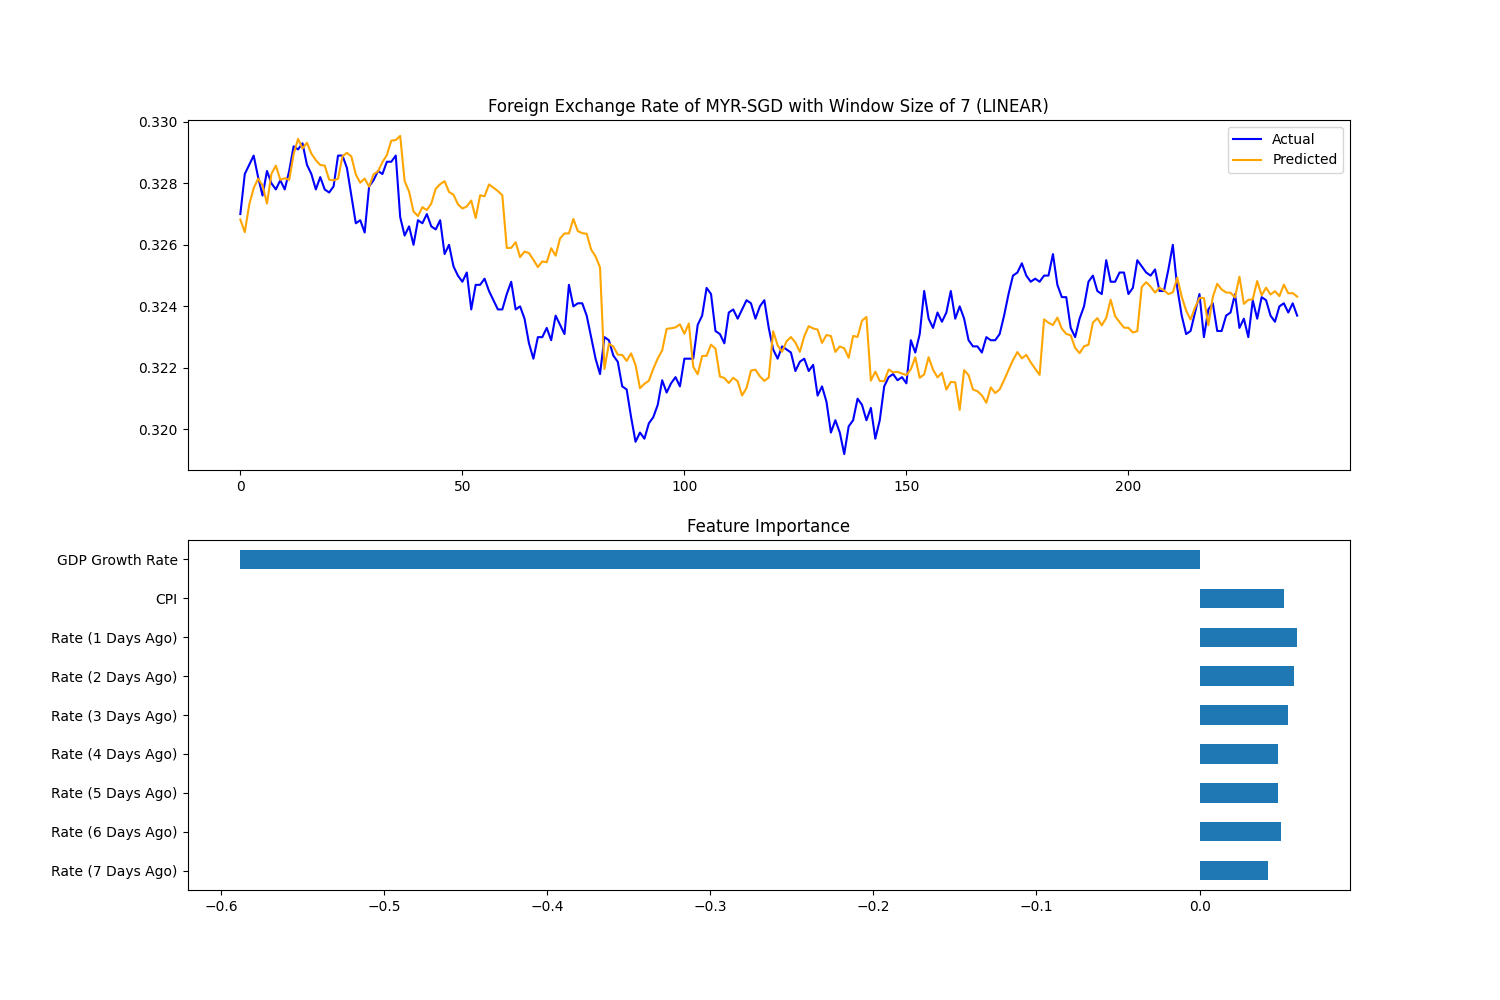 Foreign Exchange Rate of MYR-SGD with Window Size of 7 (LINEAR)
0.330
0.328
0.326
0.324
0.322
0.320
Actual
Predicted
0
50
100
150
200
Feature Importance
GDP Growth Rate
CPI
Rate (1 Days Ago)
Rate (2 Days Ago)
Rate (3 Days Ago)
Rate (4 Days Ago)
Rate (5 Days Ago)
Rate (6 Days Ago)
Rate (7 Days Ago)
−0.6
−0.5
−0.4
−0.3
−0.2
−0.1
0.0